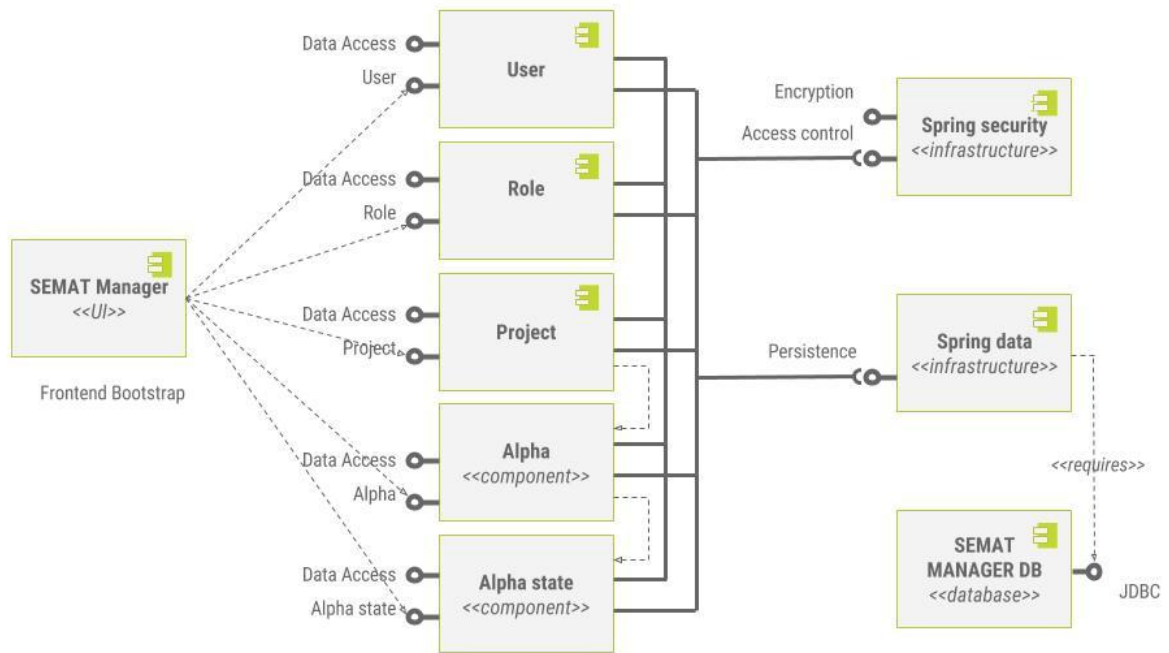 Data Access
User
User
Data Access
Role
Role
SEMAT Manager
<<UI>>
Frontend Bootstrap
Data Access
Project
Project
Data Access
Alpha
Alpha
<<component>>
Data Access
Alpha state
Alpha state
<<component>>
Encryption
Access control
Spring security
<<infrastructure>>
Persistence
Spring data
<<infrastructure>>
<<requires>>
SEMAT
MANAGER DB
<<database>>
JDBC